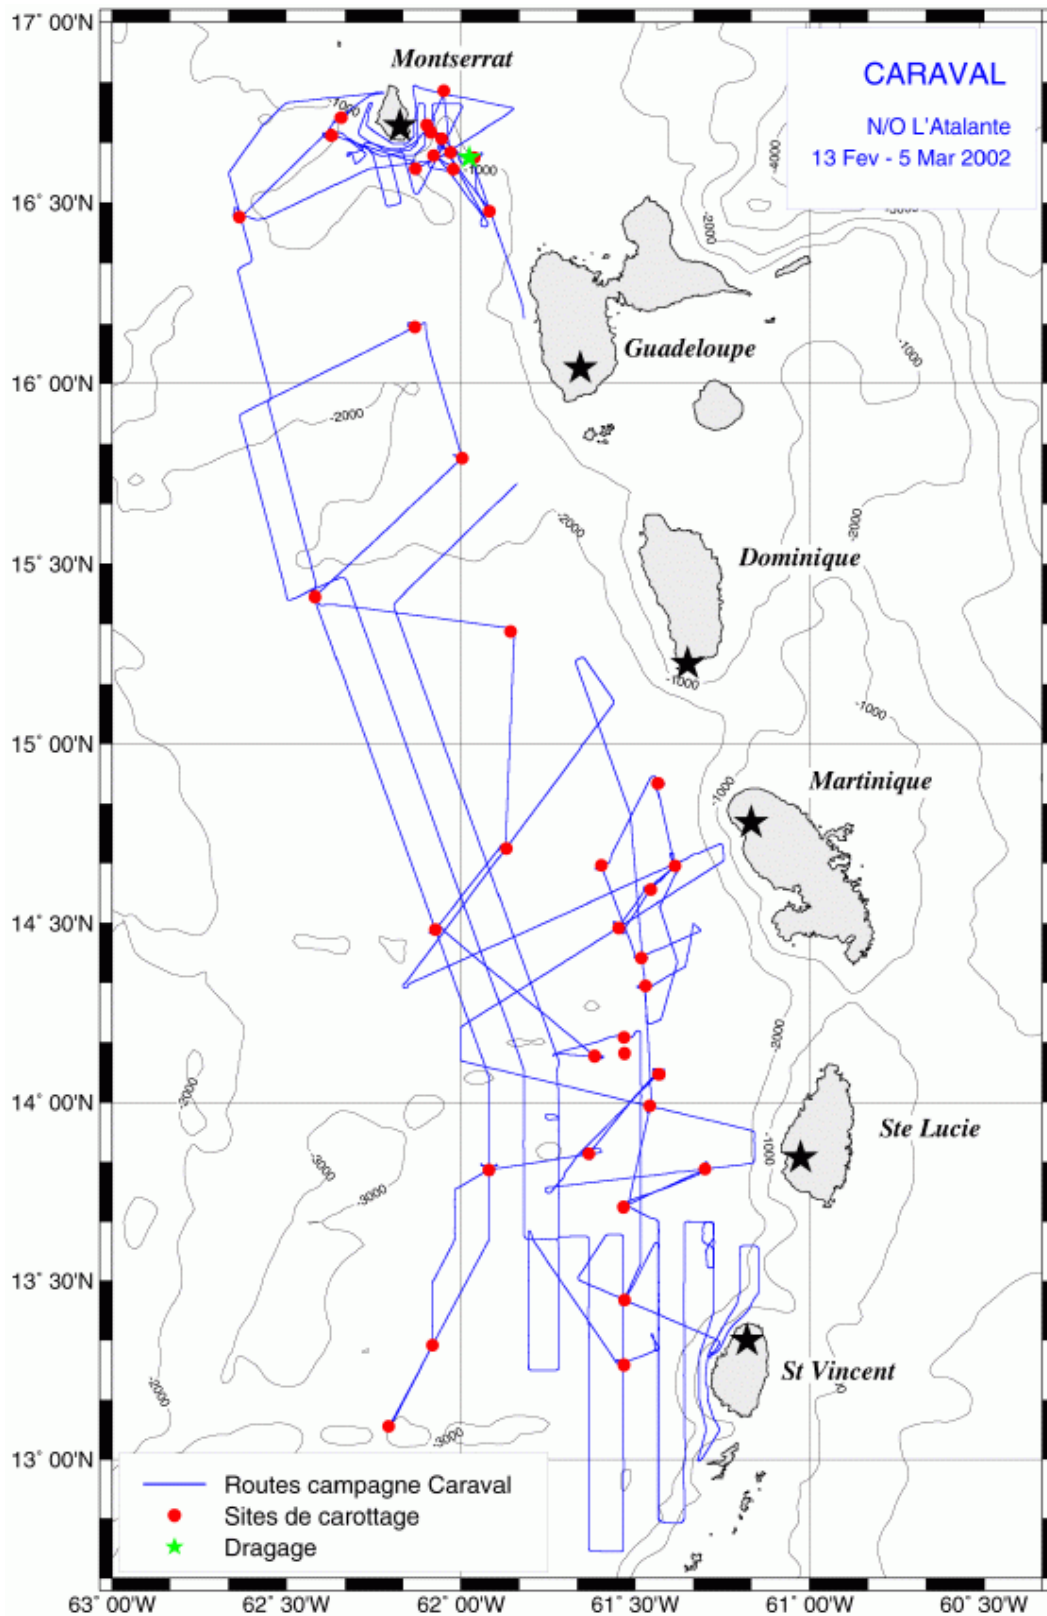 17° 00'N
Montserrat
CARAVAL
N/O L'Atalante
13 Fev - 5 Mar 2002
-1000
-4000
-1000
16° 30'N
-2000
-3000
Guadeloupe
-1000
16° 00'N
-2000
-2000
-2000
15° 30'N
Dominique
-1000
-1000
15° 00'N
Martinique
-1000
14° 30'N
-2000
-2000
14° 00'N
Ste Lucie
-1000
-3000
-3000
13° 30'N
St Vincent
-2000
-3000
13° 00'N
Routes campagne Caraval
Sites de carottage
Dragage
63° 00'W 62° 30'W 62° 00'W 61° 30'W 61° 00'W 60° 30'W